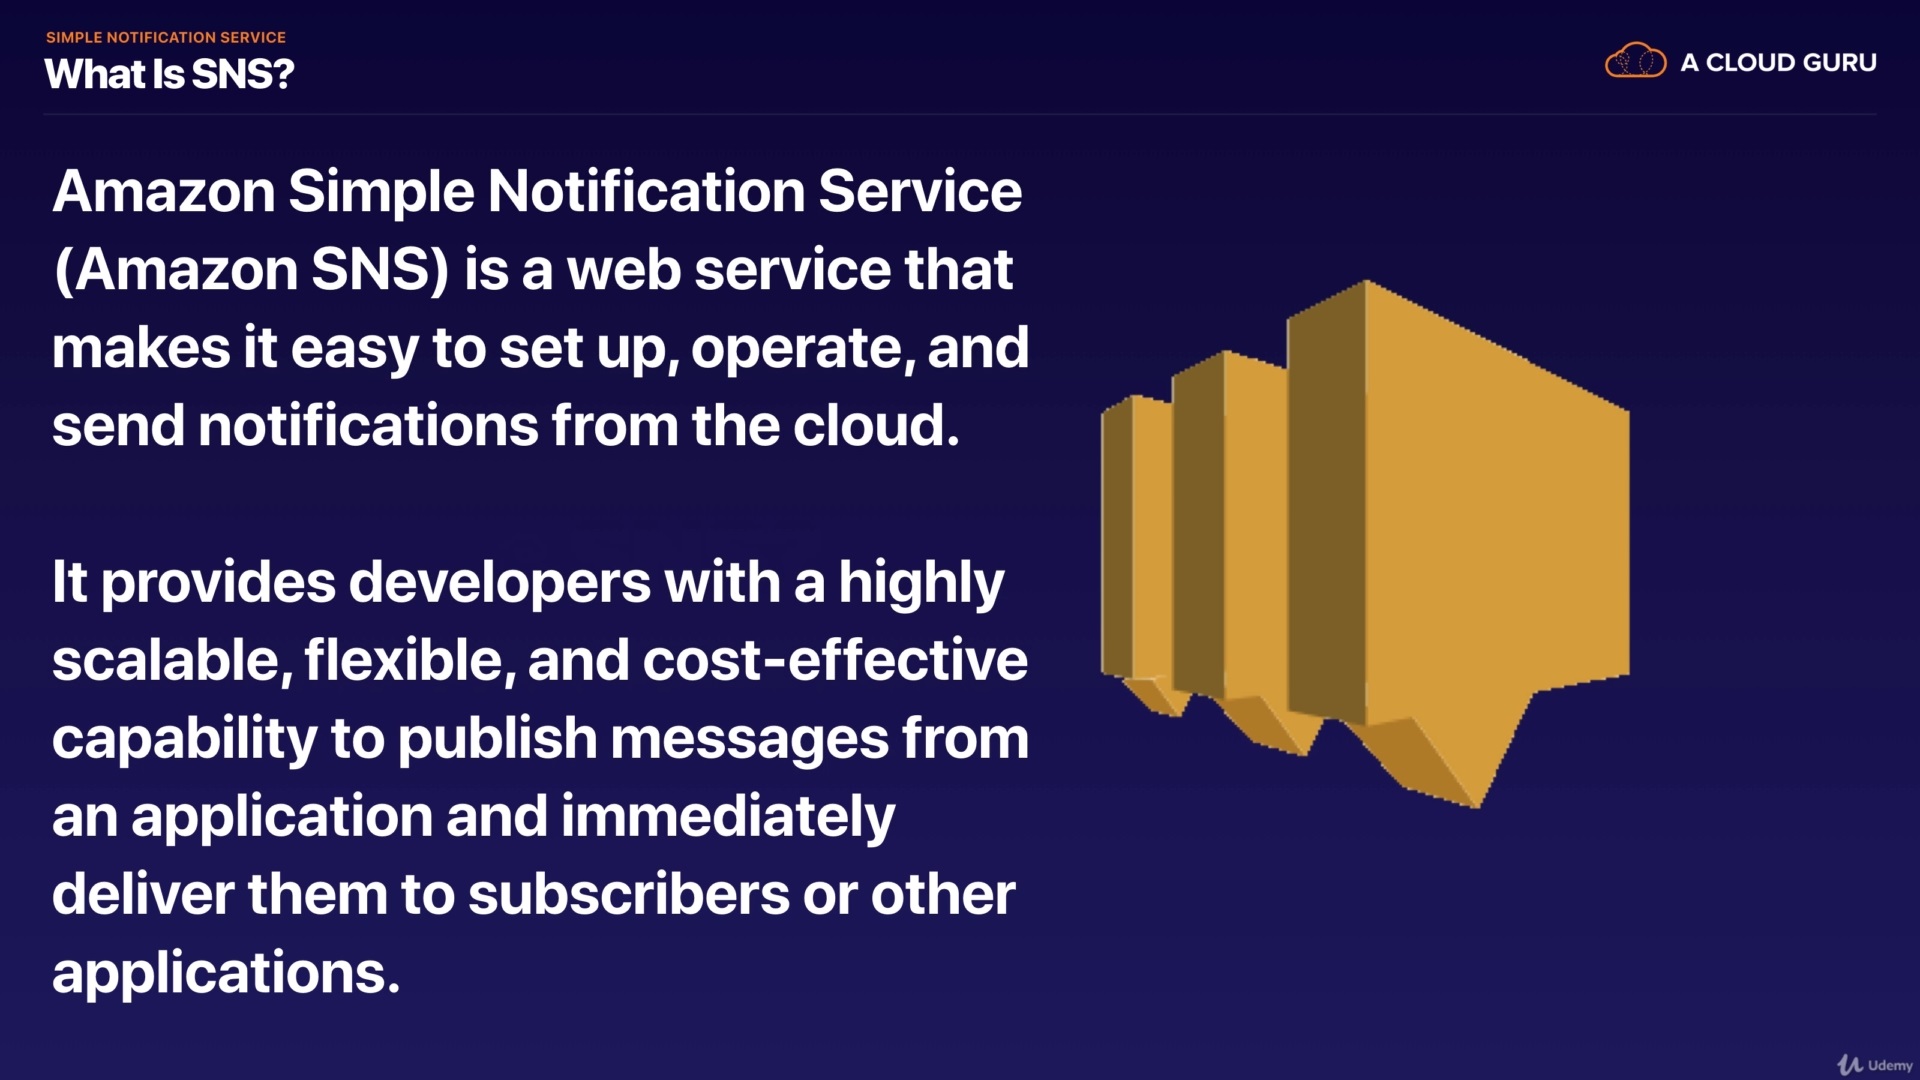 SIMPLE NOTIFICATION SERVICE
What Is SNS?
A CLOUD GURU
Amazon Simple Notification Service
(Amazon SNS) is a web service that
makes it easy to set up, operate, and
send notifications from the cloud.
It provides developers with a highly
scalable, flexible, and cost-effective
capability to publish messages from
an application and immediately
deliver them to subscribers or other
applications.
Udemy